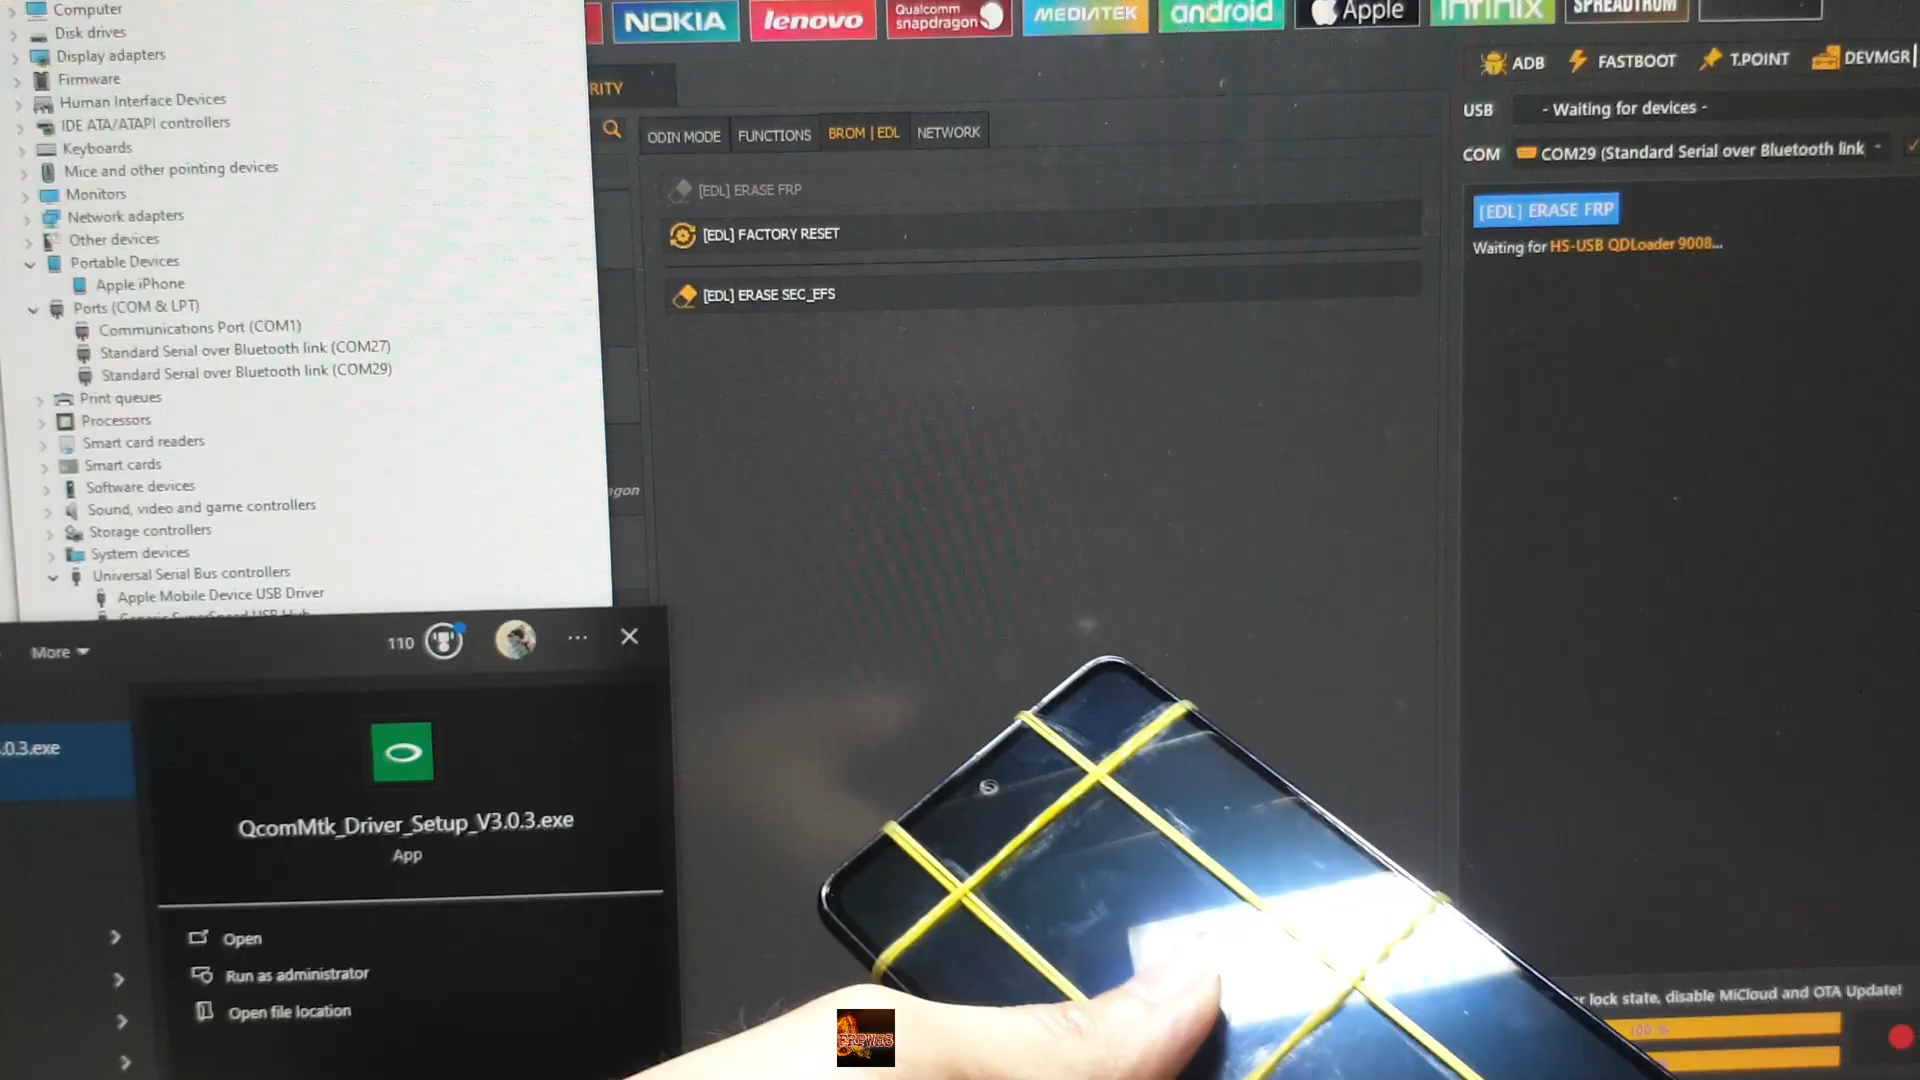 Computer
Disk drives
Display adapters
Firmware
Human Interface Devices
IDE ATA/ATAPI controllers
Keyboards
Mice and other pointing devices
Monitors
Network adapters
Other devices
Portable Devices
Apple iPhone
Ports (COM & LPT)
Communications Port (COM1)
Standard Serial over Bluetooth link (COM27)
Standard Serial over Bluetooth link (COM29)
Print queues
Processors
Smart card readers
Smart cards
Software devices
Sound, video and game controllers
Storage controllers
System devices
Universal Serial Bus controllers
Apple Mobile Device USB Driver
Generic SuperSpeed USB Hub
NOKIA
lenovo
Qualcomm
snapdragon
MEDIATEK
android
Apple
Infinix
SPREADTRUM
RITY
ODIN MODE
FUNCTIONS
BROM | EDL
NETWORK
[EDL] ERASE FRP
[EDL] FACTORY RESET
[EDL] ERASE SEC_EFS
agon
ADB
FASTBOOT
T.POINT
DEVMGR
USB
- Waiting for devices -
COM
COM29 (Standard Serial over Bluetooth link
[EDL] ERASE FRP
Waiting for HS-USB QDLoader 9008...
More
110
.0.3.exe
QcomMtk_Driver_Setup_V3.0.3.exe
App
Open
Run as administrator
Open file location
r lock state, disable MiCloud and OTA Update!
100 %